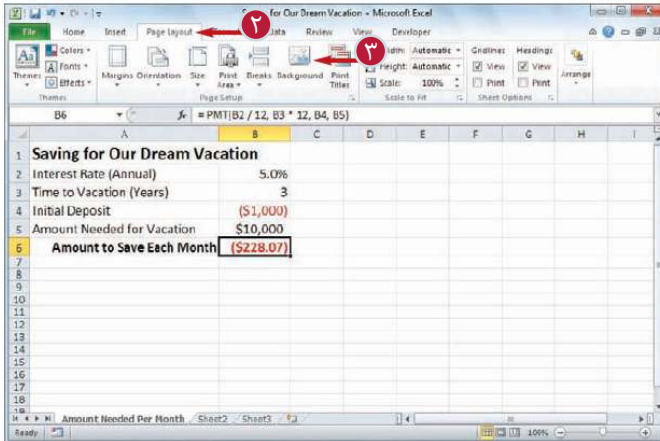 for Our Dream Vacation - Microsoft Excel
File Home Insert Page Layout Data Review View Developer
۲
۳
Themes Colors Fonts Effects
Margins Orientation Size Print Area Breaks Background Print Titles
Width: Automatic
Height: Automatic
Scale: 100%
Gridlines Headings
View View
Print Print
Arrange
Themes Page Setup Scale to Fit Sheet Options
B6 fx =PMT(B2 / 12, B3 * 12, B4, B5)
A B C D E F G H I
1 Saving for Our Dream Vacation
2 Interest Rate (Annual) 5.0%
3 Time to Vacation (Years) 3
4 Initial Deposit ($1,000)
5 Amount Needed for Vacation $10,000
6 Amount to Save Each Month ($228.07)
7
8
9
10
11
12
13
14
15
16
17
18
19
Amount Needed Per Month Sheet2 Sheet3
Ready 100%